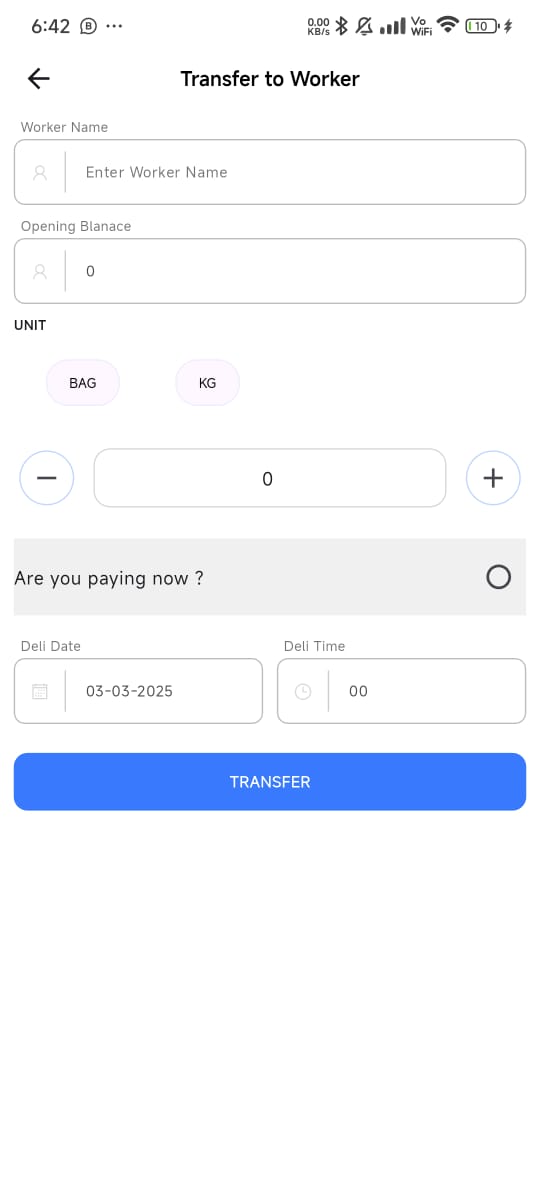 6:42 B ... 0.00 KB/s Vo WiFi 10
Transfer to Worker
Worker Name
Enter Worker Name
Opening Blanace
0
UNIT
BAG KG
0
Are you paying now ?
Deli Date Deli Time
03-03-2025 00
TRANSFER